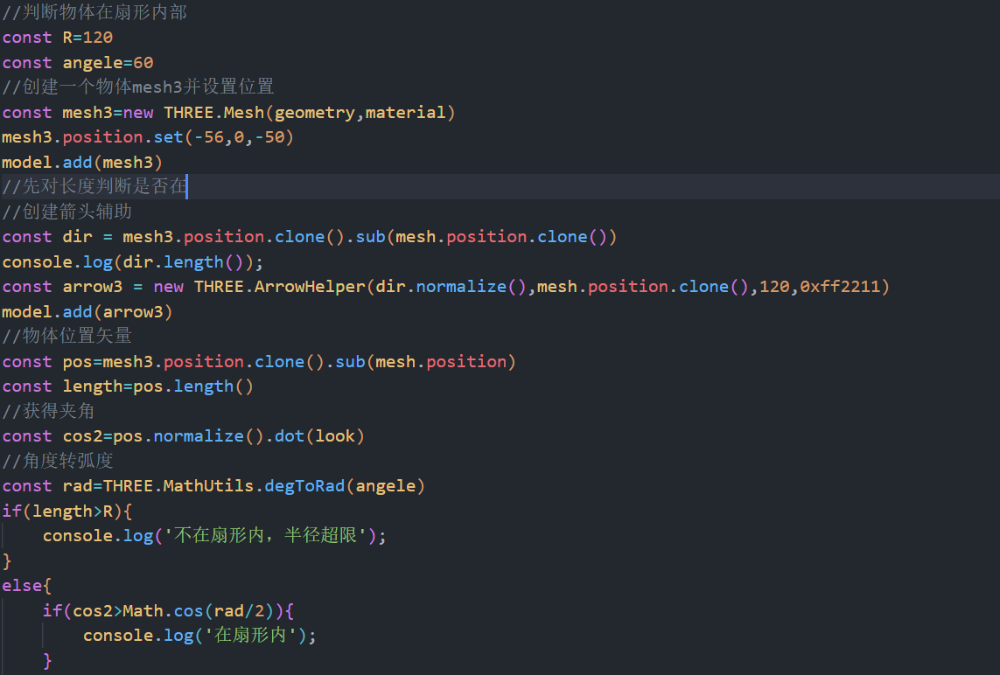 //判断物体在扇形内部
const R=120
const angele=60
//创建一个物体mesh3并设置位置
const mesh3=new THREE.Mesh(geometry,material)
mesh3.position.set(-56,0,-50)
model.add(mesh3)
//先对长度判断是否在
//创建箭头辅助
const dir = mesh3.position.clone().sub(mesh.position.clone())
console.log(dir.length());
const arrow3 = new THREE.ArrowHelper(dir.normalize(),mesh.position.clone(),120,0xff2211)
model.add(arrow3)
//物体位置矢量
const pos=mesh3.position.clone().sub(mesh.position)
const length=pos.length()
//获得夹角
const cos2=pos.normalize().dot(look)
//角度转弧度
const rad=THREE.MathUtils.degToRad(angele)
if(length>R){
    console.log('不在扇形内，半径超限');
}
else{
    if(cos2>Math.cos(rad/2)){
        console.log('在扇形内');
    }